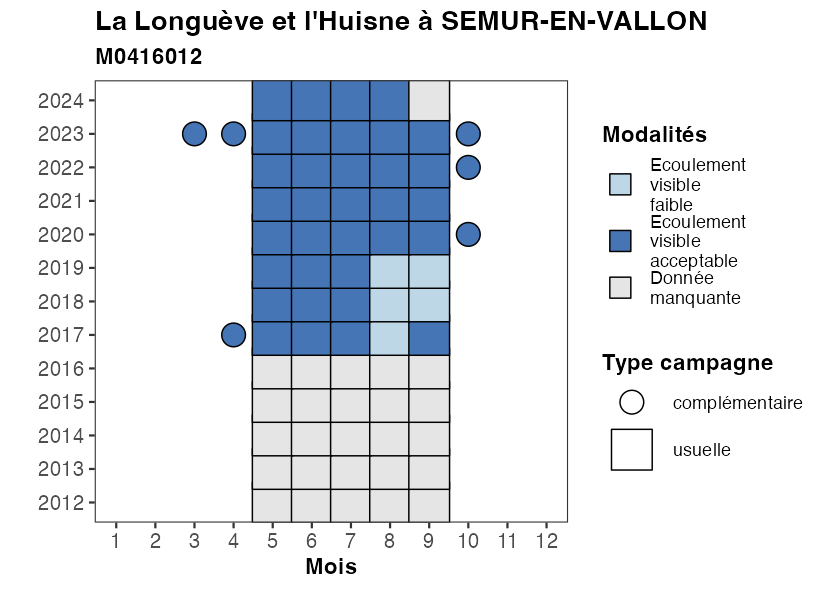 La Longuève et l'Huisne à SEMUR-EN-VALLON
M0416012
2024
2023
2022
2021
2020
2019
2018
2017
2016
2015
2014
2013
2012
1 2 3 4 5 6 7 8 9 10 11 12
Mois
Modalités
Ecoulement
visible
faible
Ecoulement
visible
acceptable
Donnée
manquante
Type campagne
complémentaire
usuelle